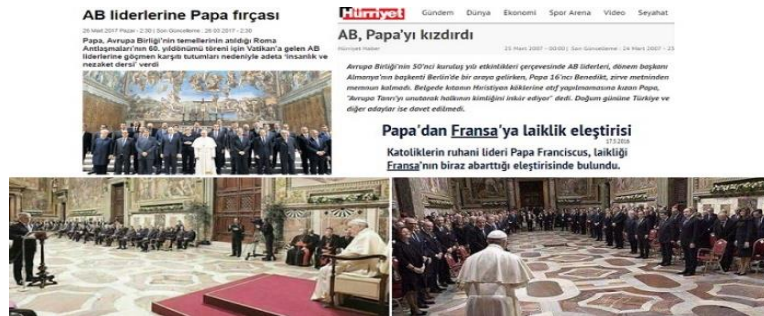 AB liderlerine Papa fırçası
26 Mart 2017 Pazar - 2:30 | Son Güncelleme : 26 03 2017 - 2:30
Papa, Avrupa Birliği'nin temellerinin atıldığı Roma
Antlaşmaları'nın 60. yıldönümü töreni için Vatikan'a gelen AB
liderlerine göçmen karşıtı tutumları nedeniyle adeta 'insanlık ve
nezaket dersi' verdi
Hürriyet Gündem Dünya Ekonomi Spor Arena Video Seyahat
AB, Papa'yı kızdırdı
Hürriyet Haber
25 Mart 2007 - 00:00 | Son Güncelleme : 24 Mart 2007 - 23
Avrupa Birliği'nin 50'nci kuruluş yılı etkinlikleri çerçevesinde AB liderleri, dönem başkanı
Almanya'nın başkenti Berlin'de bir araya gelirken, Papa 16'ncı Benedikt, zirve metninden
memnun kalmadı. Belgede kıtanın Hıristiyan köklerine atıf yapılmamasına kızan Papa,
"Avrupa Tanrı'yı unutarak halkının kimliğini inkâr ediyor" dedi. Doğum gününe Türkiye ve
diğer adaylar ise davet edilmedi.
Papa'dan Fransa'ya laiklik eleştirisi
17.5.2016
Katoliklerin ruhani lideri Papa Franciscus, laikliği
Fransa'nın biraz abarttığı eleştirisinde bulundu.